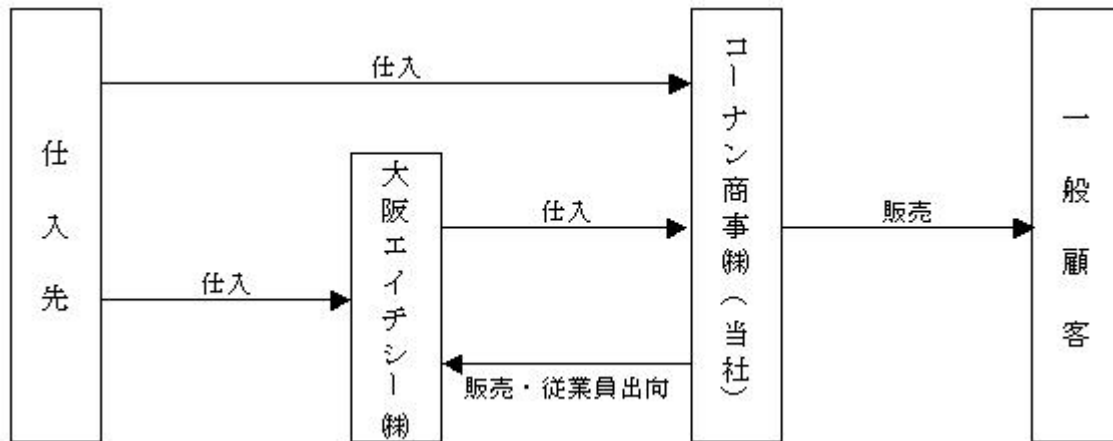 仕入先
仕入
仕入
大阪エイチシー㈱
仕入
販売・従業員出向
コーナン商事㈱(当社)
販売
一般顧客